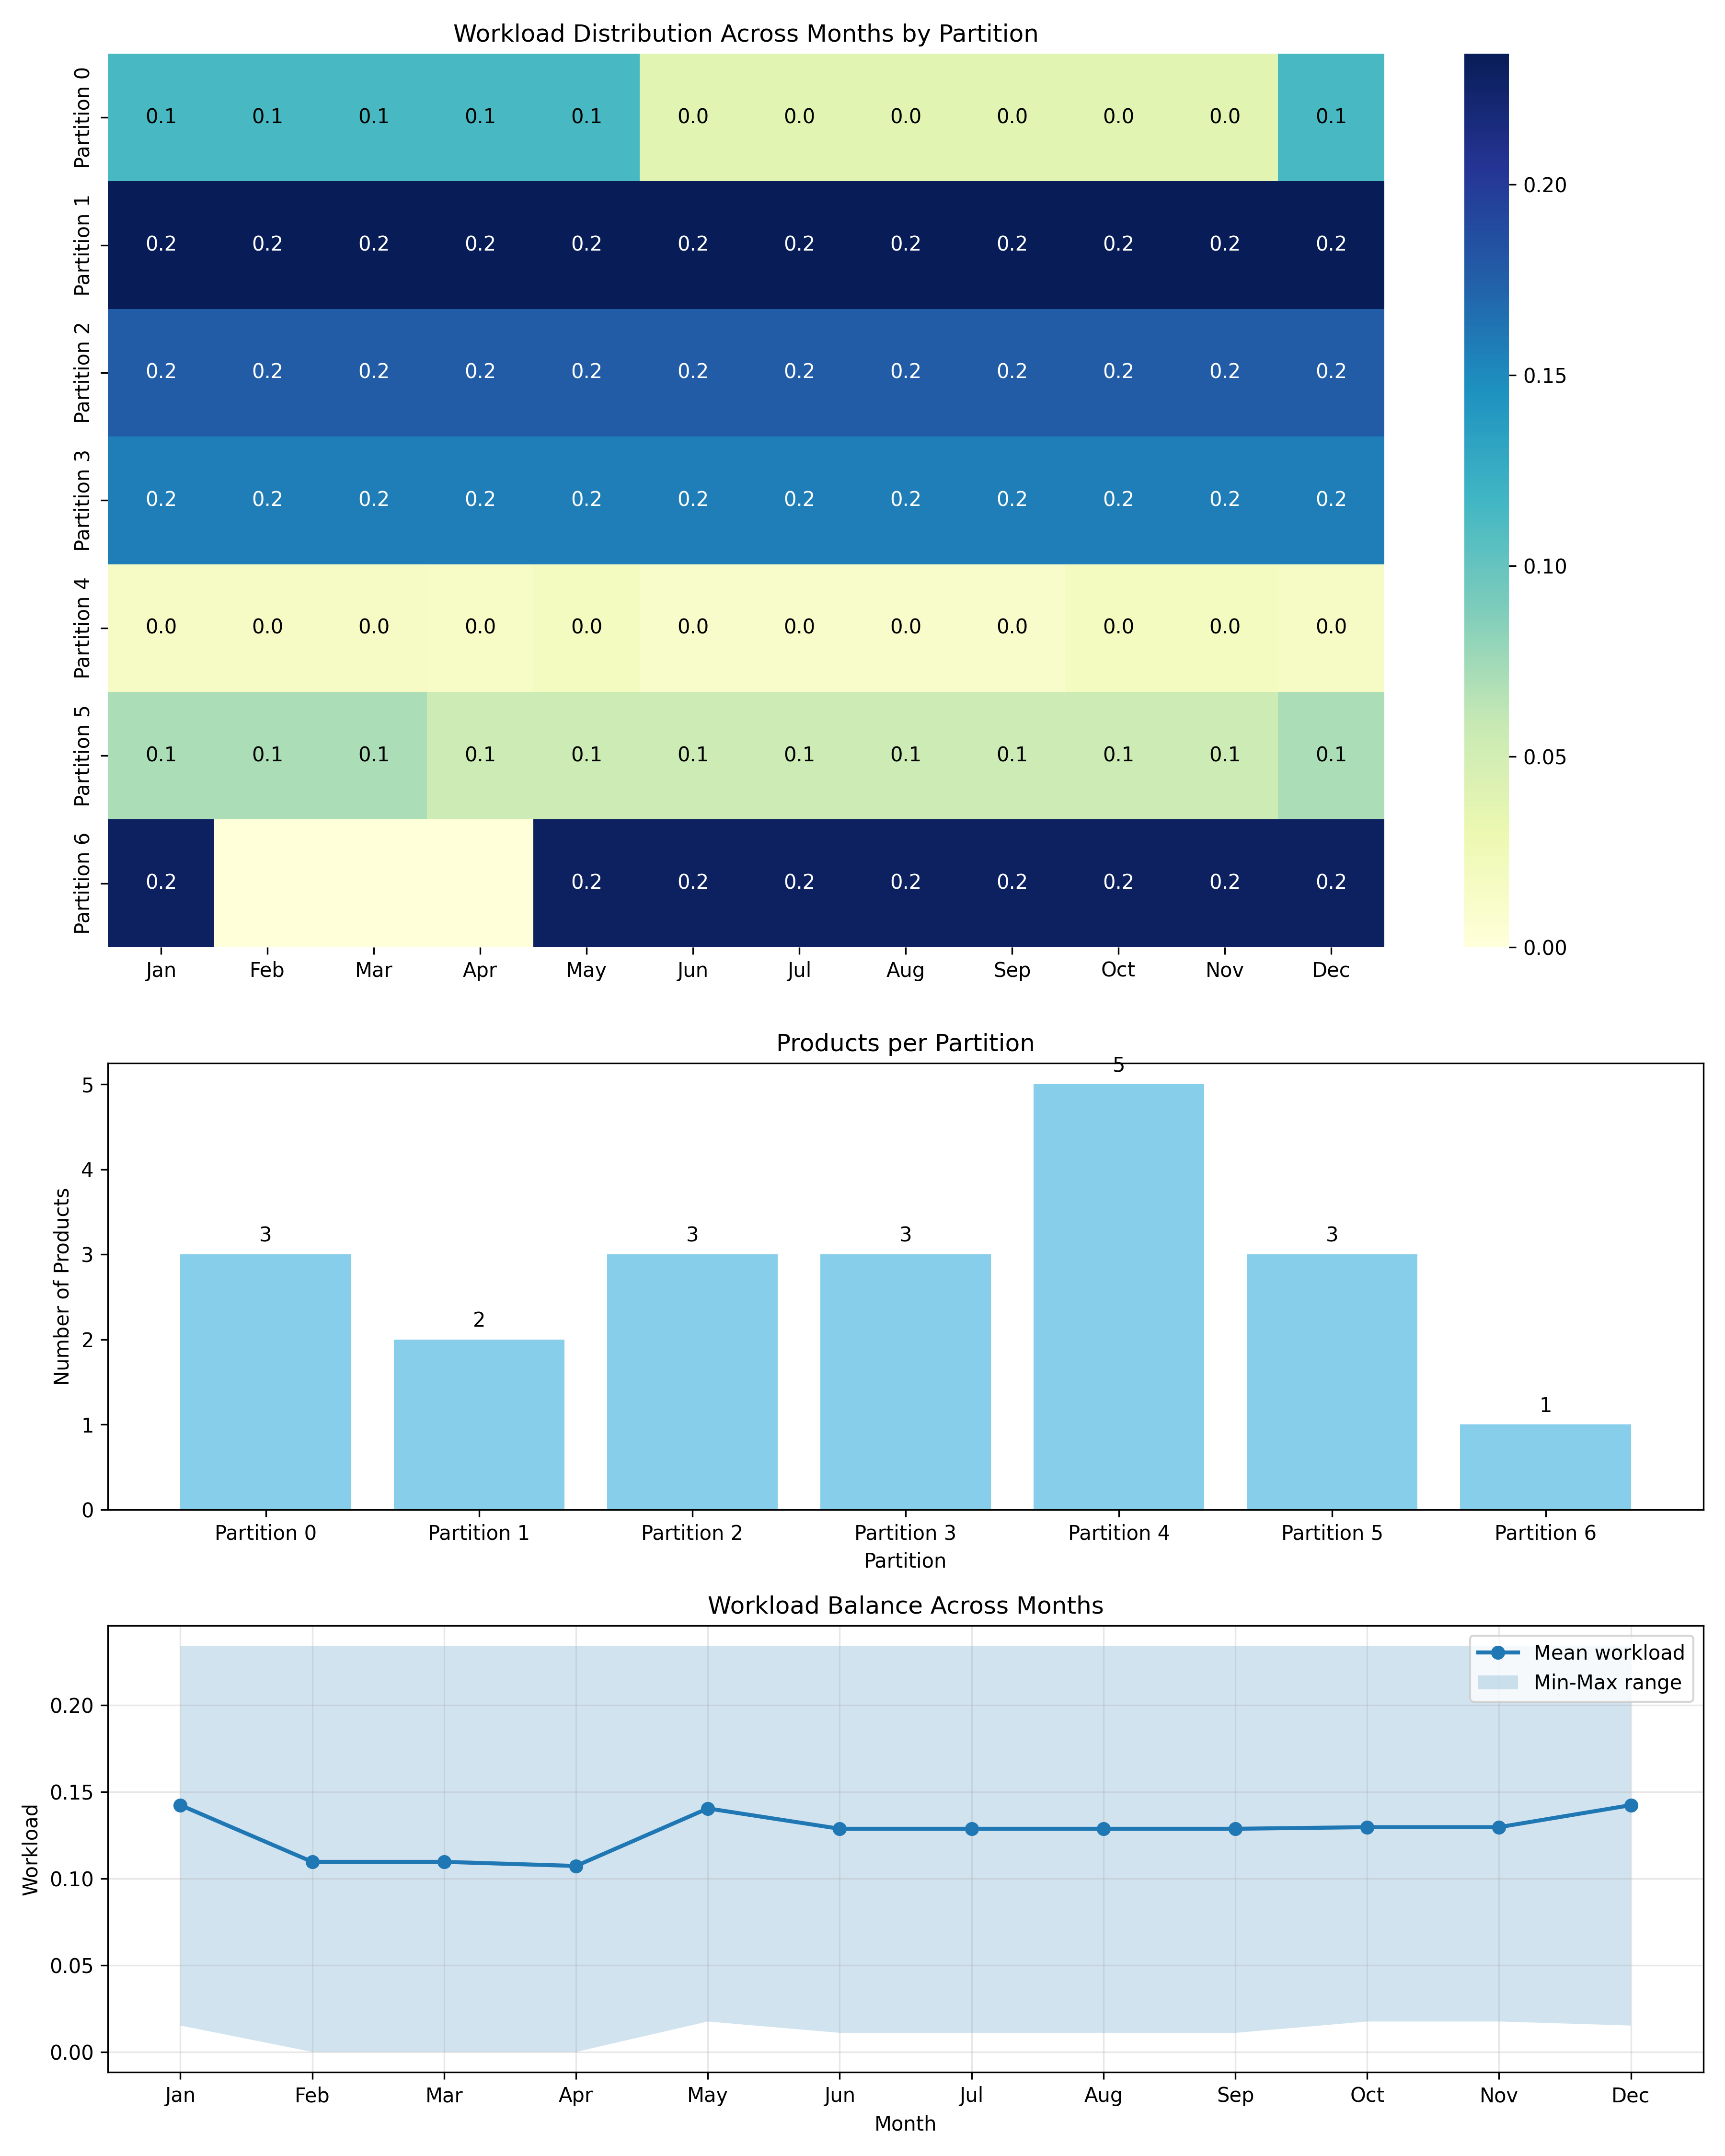 Workload Distribution Across Months by Partition
Partition 0
0.1 0.1 0.1 0.1 0.1 0.0 0.0 0.0 0.0 0.0 0.0 0.1
Partition 1
0.2 0.2 0.2 0.2 0.2 0.2 0.2 0.2 0.2 0.2 0.2 0.2
Partition 2
0.2 0.2 0.2 0.2 0.2 0.2 0.2 0.2 0.2 0.2 0.2 0.2
Partition 3
0.2 0.2 0.2 0.2 0.2 0.2 0.2 0.2 0.2 0.2 0.2 0.2
Partition 4
0.0 0.0 0.0 0.0 0.0 0.0 0.0 0.0 0.0 0.0 0.0 0.0
Partition 5
0.1 0.1 0.1 0.1 0.1 0.1 0.1 0.1 0.1 0.1 0.1 0.1
Partition 6
0.2 0.2 0.2 0.2 0.2 0.2 0.2 0.2 0.2
Jan Feb Mar Apr May Jun Jul Aug Sep Oct Nov Dec
0.20
0.15
0.10
0.05
0.00
Products per Partition
Number of Products
5
4
3
2
1
0
3 2 3 3 5 3 1
Partition 0 Partition 1 Partition 2 Partition 3 Partition 4 Partition 5 Partition 6
Partition
Workload Balance Across Months
Mean workload
Min-Max range
Workload
0.20
0.15
0.10
0.05
0.00
Jan Feb Mar Apr May Jun Jul Aug Sep Oct Nov Dec
Month